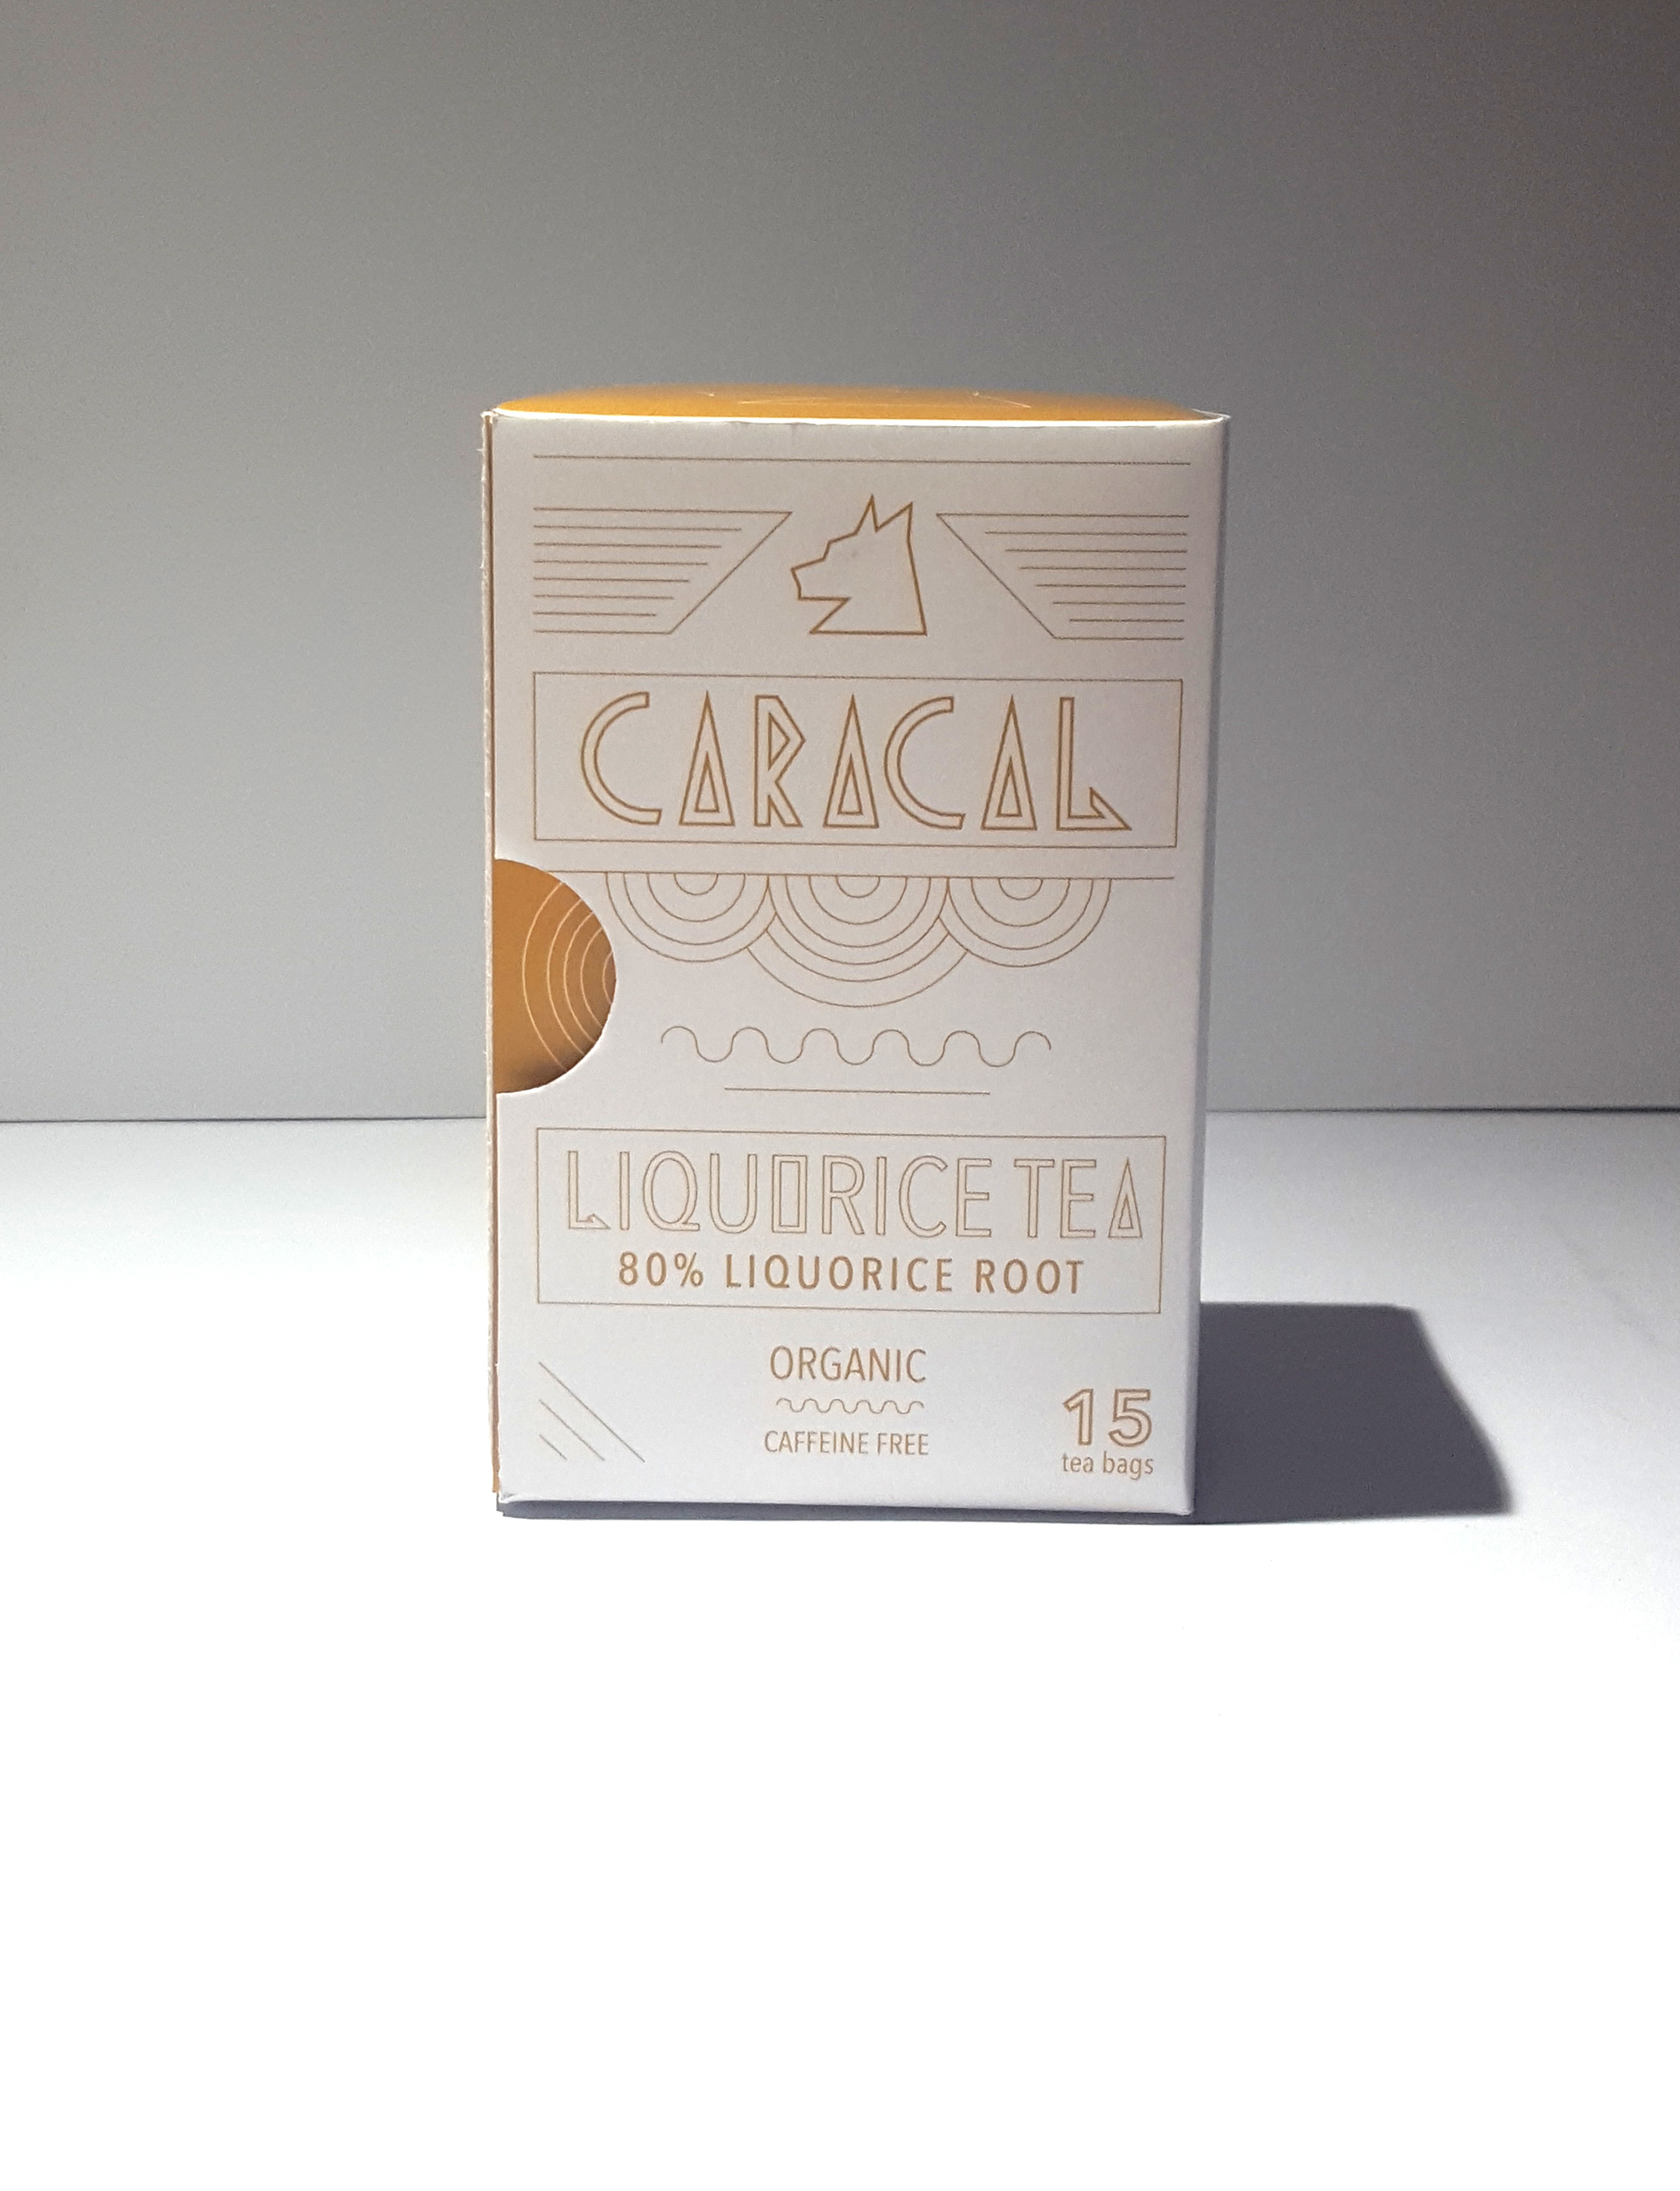 CARACAL
LIQUORICE TEA
80% LIQUORICE ROOT
ORGANIC
CAFFEINE FREE
15
tea bags